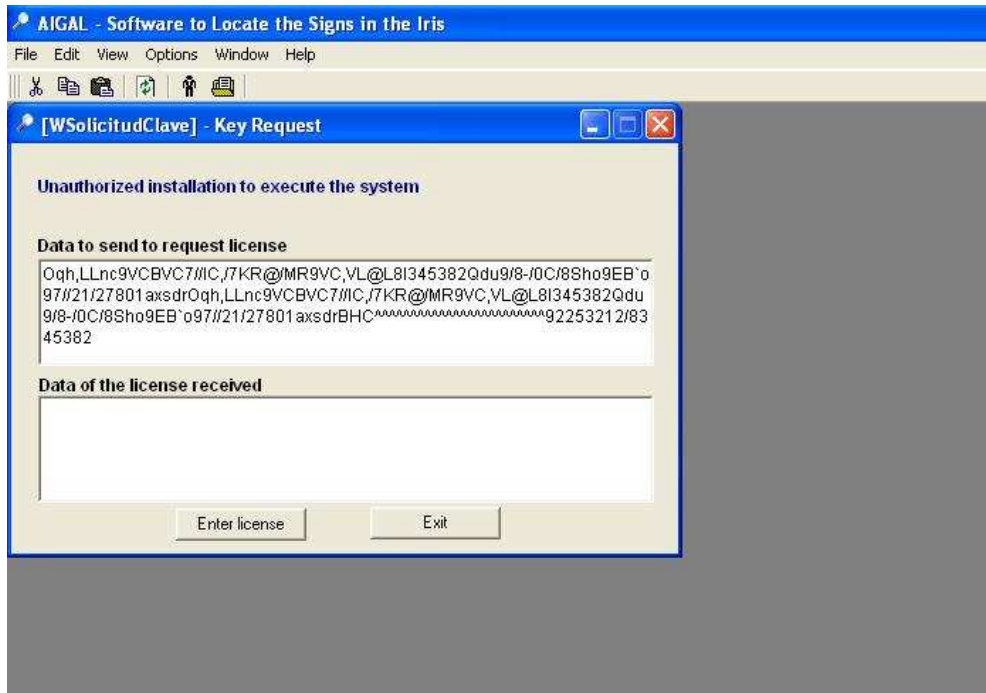 AIGAL - Software to Locate the Signs in the Iris
File Edit View Options Window Help
[WSolicitudClave] - Key Request
Unauthorized installation to execute the system
Data to send to request license
Oqh,LLnc9VCBVC7//IC,/7KR@/MR9VC,VL@L8I345382Qdu9/8-/0C/8Sho9EB`o
97//21/27801axsdrOqh,LLnc9VCBVC7//IC,/7KR@/MR9VC,VL@L8I345382Qdu
9/8-/0C/8Sho9EB`o97//21/27801axsdrBHC^^^^^^^^^^^^^^^^^^^^^^^^92253212/83
45382
Data of the license received
Enter license
Exit